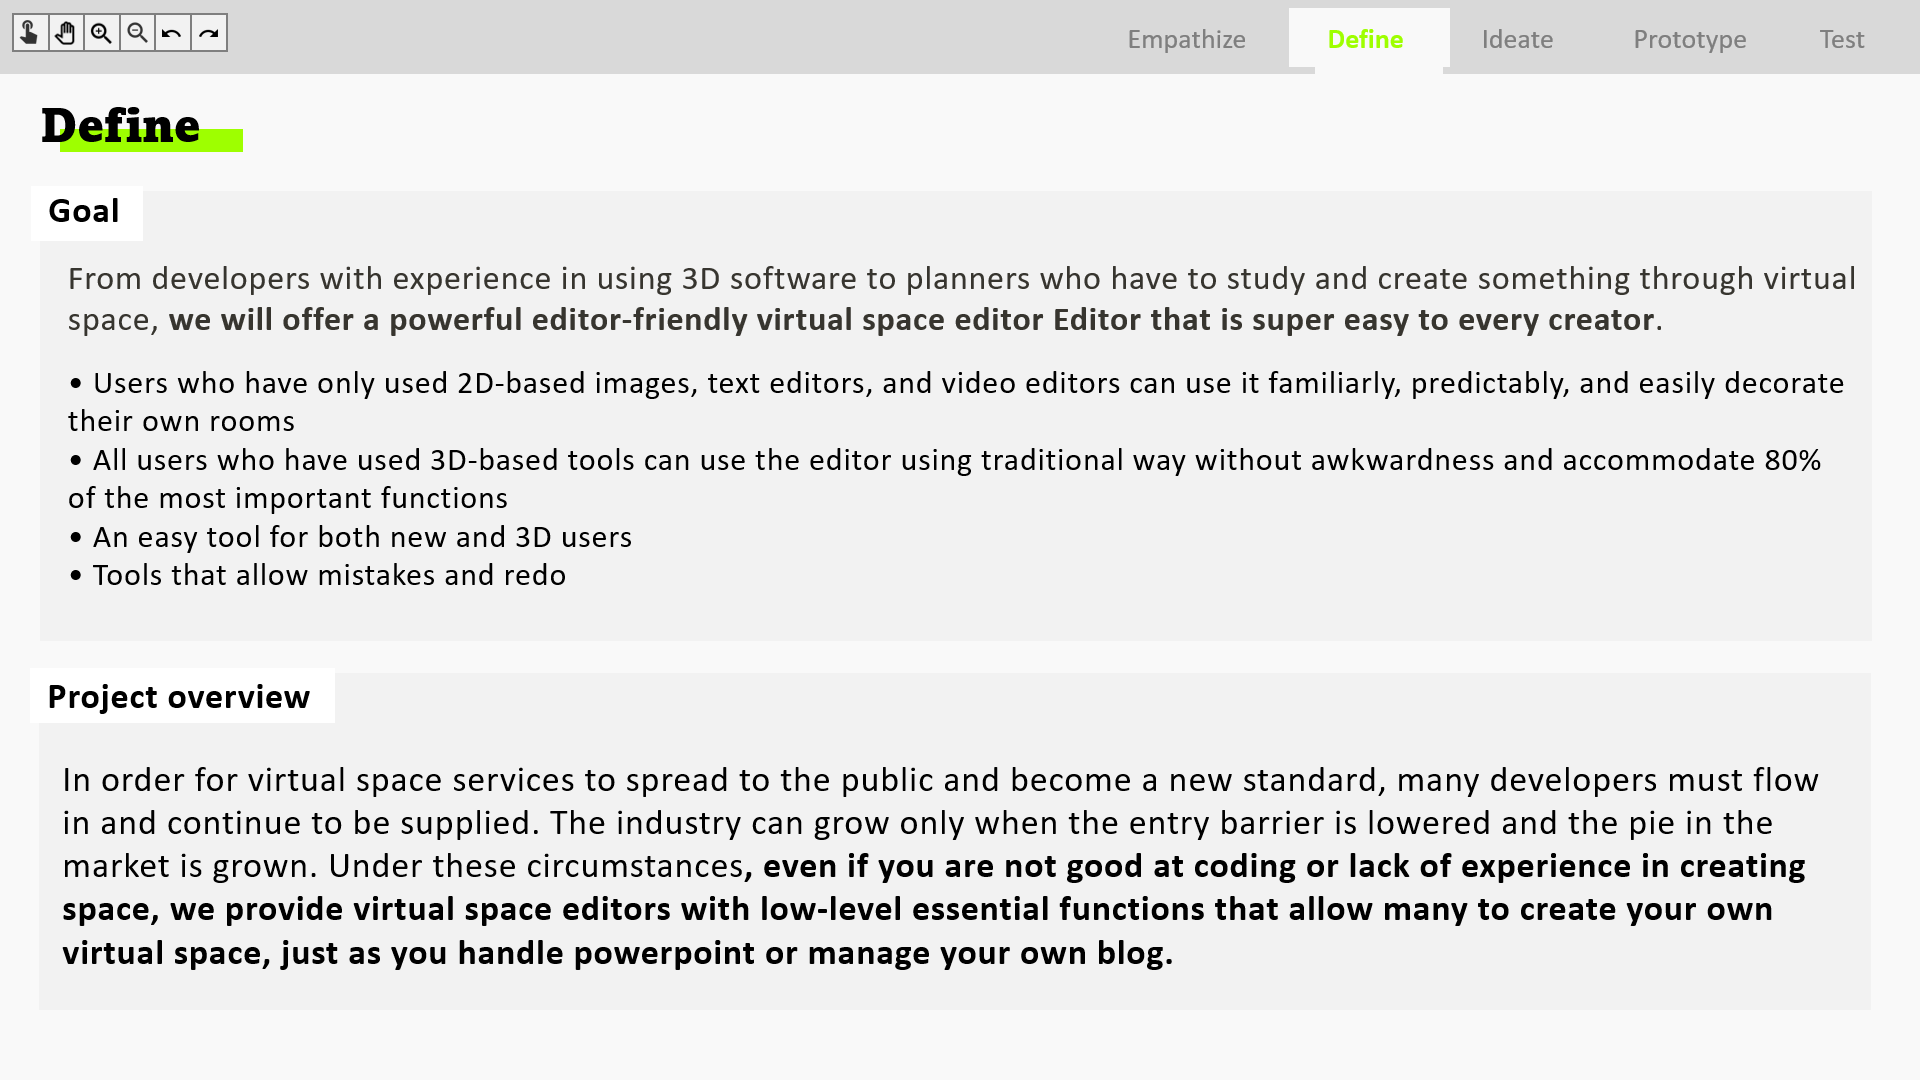 Empathize Define Ideate Prototype Test
Define
Goal
From developers with experience in using 3D software to planners who have to study and create something through virtual
space, we will offer a powerful editor-friendly virtual space editor Editor that is super easy to every creator.
• Users who have only used 2D-based images, text editors, and video editors can use it familiarly, predictably, and easily decorate
their own rooms
• All users who have used 3D-based tools can use the editor using traditional way without awkwardness and accommodate 80%
of the most important functions
• An easy tool for both new and 3D users
• Tools that allow mistakes and redo
Project overview
In order for virtual space services to spread to the public and become a new standard, many developers must flow
in and continue to be supplied. The industry can grow only when the entry barrier is lowered and the pie in the
market is grown. Under these circumstances, even if you are not good at coding or lack of experience in creating
space, we provide virtual space editors with low-level essential functions that allow many to create your own
virtual space, just as you handle powerpoint or manage your own blog.